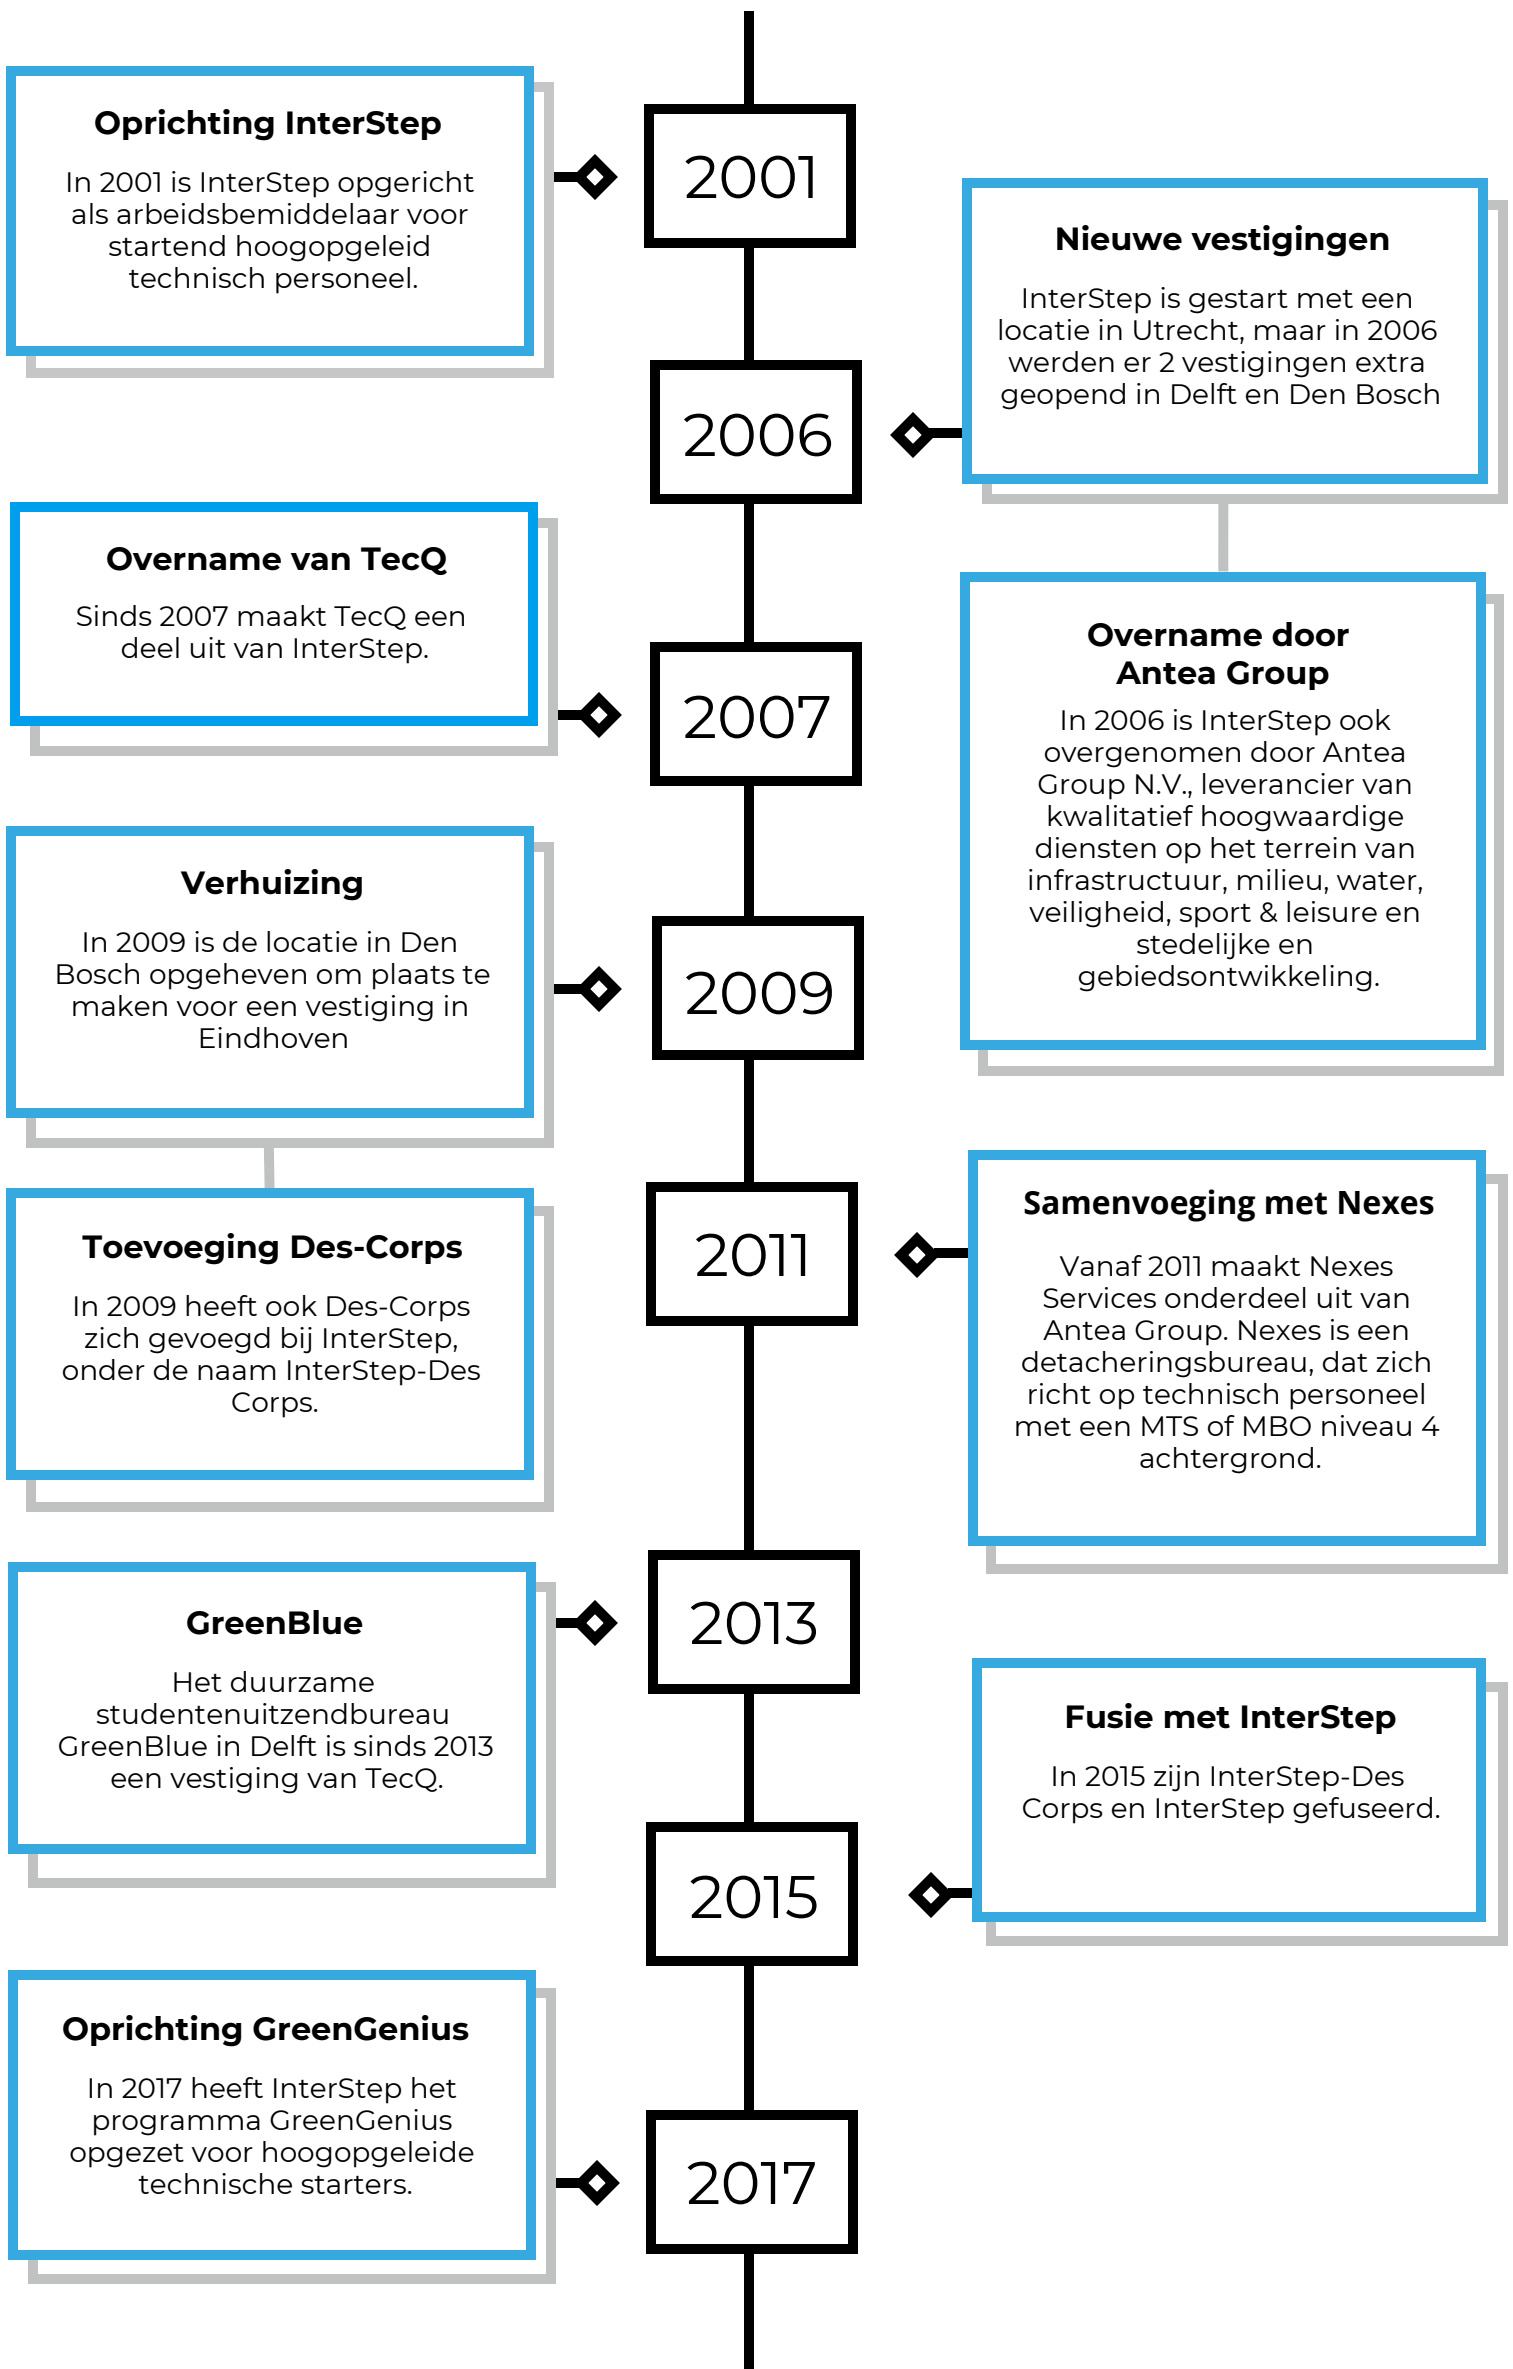 2001
Oprichting InterStep
In 2001 is InterStep opgericht
als arbeidsbemiddelaar voor
startend hoogopgeleid
technisch personeel.
2006
Nieuwe vestigingen
InterStep is gestart met een
locatie in Utrecht, maar in 2006
werden er 2 vestigingen extra
geopend in Delft en Den Bosch
Overname door
Antea Group
In 2006 is InterStep ook
overgenomen door Antea
Group N.V., leverancier van
kwalitatief hoogwaardige
diensten op het terrein van
infrastructuur, milieu, water,
veiligheid, sport & leisure en
stedelijke en
gebiedsontwikkeling.
2007
Overname van TecQ
Sinds 2007 maakt TecQ een
deel uit van InterStep.
2009
Verhuizing
In 2009 is de locatie in Den
Bosch opgeheven om plaats te
maken voor een vestiging in
Eindhoven
Toevoeging Des-Corps
In 2009 heeft ook Des-Corps
zich gevoegd bij InterStep,
onder de naam InterStep-Des
Corps.
2011
Samenvoeging met Nexes
Vanaf 2011 maakt Nexes
Services onderdeel uit van
Antea Group. Nexes is een
detacheringsbureau, dat zich
richt op technisch personeel
met een MTS of MBO niveau 4
achtergrond.
2013
GreenBlue
Het duurzame
studentenuitzendbureau
GreenBlue in Delft is sinds 2013
een vestiging van TecQ.
2015
Fusie met InterStep
In 2015 zijn InterStep-Des
Corps en InterStep gefuseerd.
2017
Oprichting GreenGenius
In 2017 heeft InterStep het
programma GreenGenius
opgezet voor hoogopgeleide
technische starters.